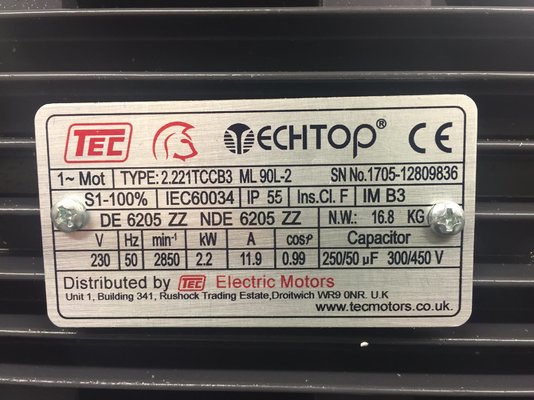 TEC TECHTOP® CE
1~ Mot TYPE: 2.221TCCB3 ML 90L-2 SN No.1705-12809836
S1-100% IEC60034 IP 55 Ins.Cl. F IM B3
DE 6205 ZZ NDE 6205 ZZ N.W.: 16.8 KG
V Hz min⁻¹ kW A cosφ Capacitor
230 50 2850 2.2 11.9 0.99 250/50 uF 300/450 V
Distributed by TEC Electric Motors
Unit 1, Building 341, Rushock Trading Estate,Droitwich WR9 0NR. U.K
www.tecmotors.co.uk.